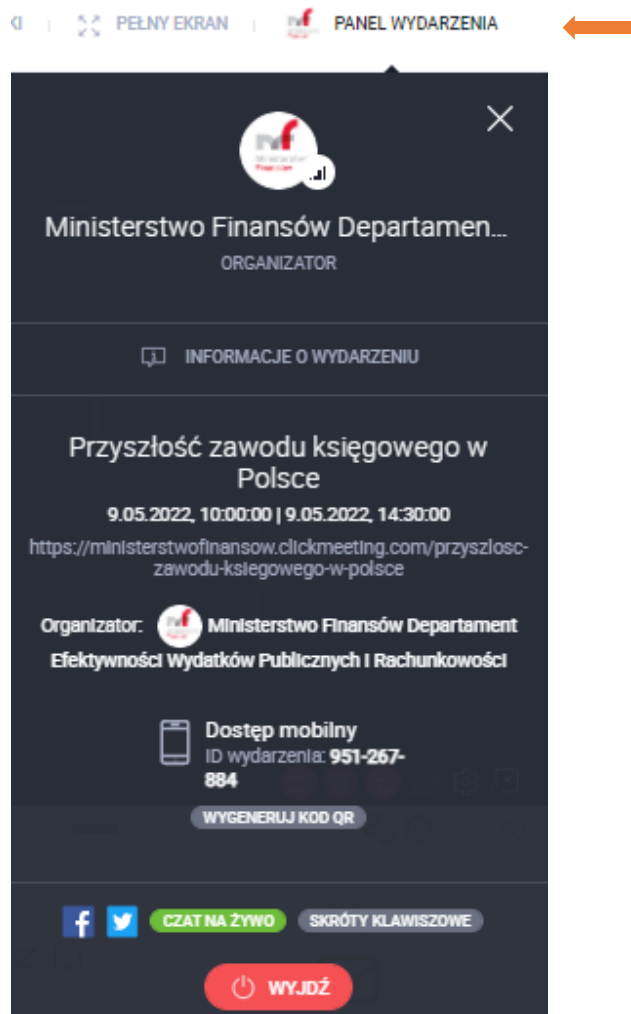 KI PEŁNY EKRAN PANEL WYDARZENIA
Ministerstwo Finansów Departamen...
ORGANIZATOR
INFORMACJE O WYDARZENIU
Przyszłość zawodu księgowego w
Polsce
9.05.2022, 10:00:00 | 9.05.2022, 14:30:00
https://ministerstwofinansow.clickmeeting.com/przyszlosc-
zawodu-ksiegowego-w-polsce
Organizator: Ministerstwo Finansów Departament
Efektywności Wydatków Publicznych i Rachunkowości
Dostęp mobilny
ID wydarzenia: 951-267-
884
WYGENERUJ KOD QR
CZAT NA ŻYWO SKRÓTY KLAWISZOWE
WYJDŹ